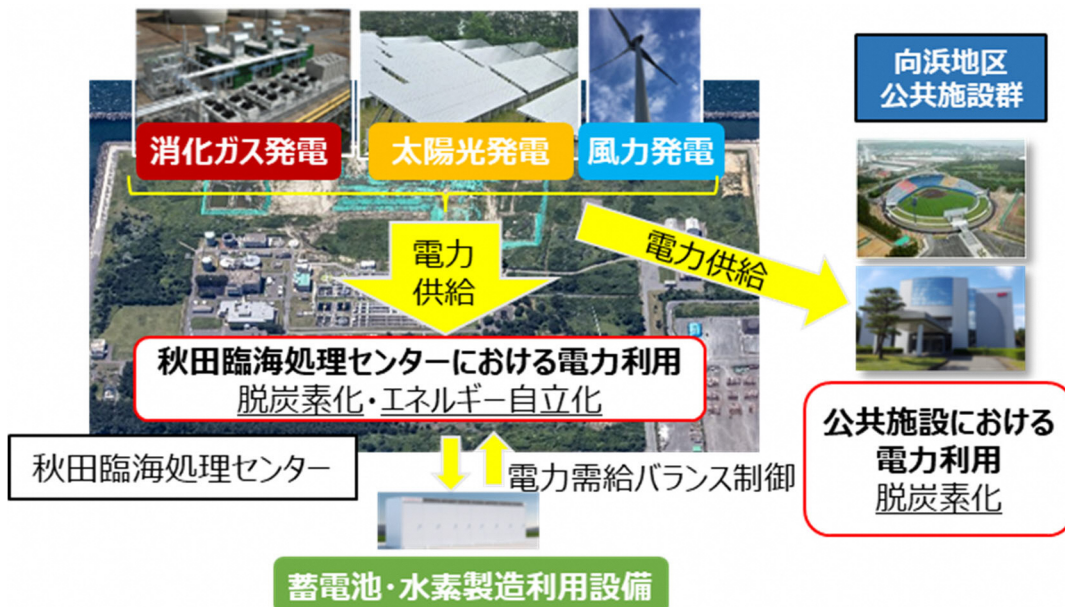 消化ガス発電
太陽光発電
風力発電
向浜地区
公共施設群
電力
供給
電力供給
秋田臨海処理センターにおける電力利用
脱炭素化・エネルギー自立化
公共施設における
電力利用
脱炭素化
秋田臨海処理センター
電力需給バランス制御
蓄電池・水素製造利用設備